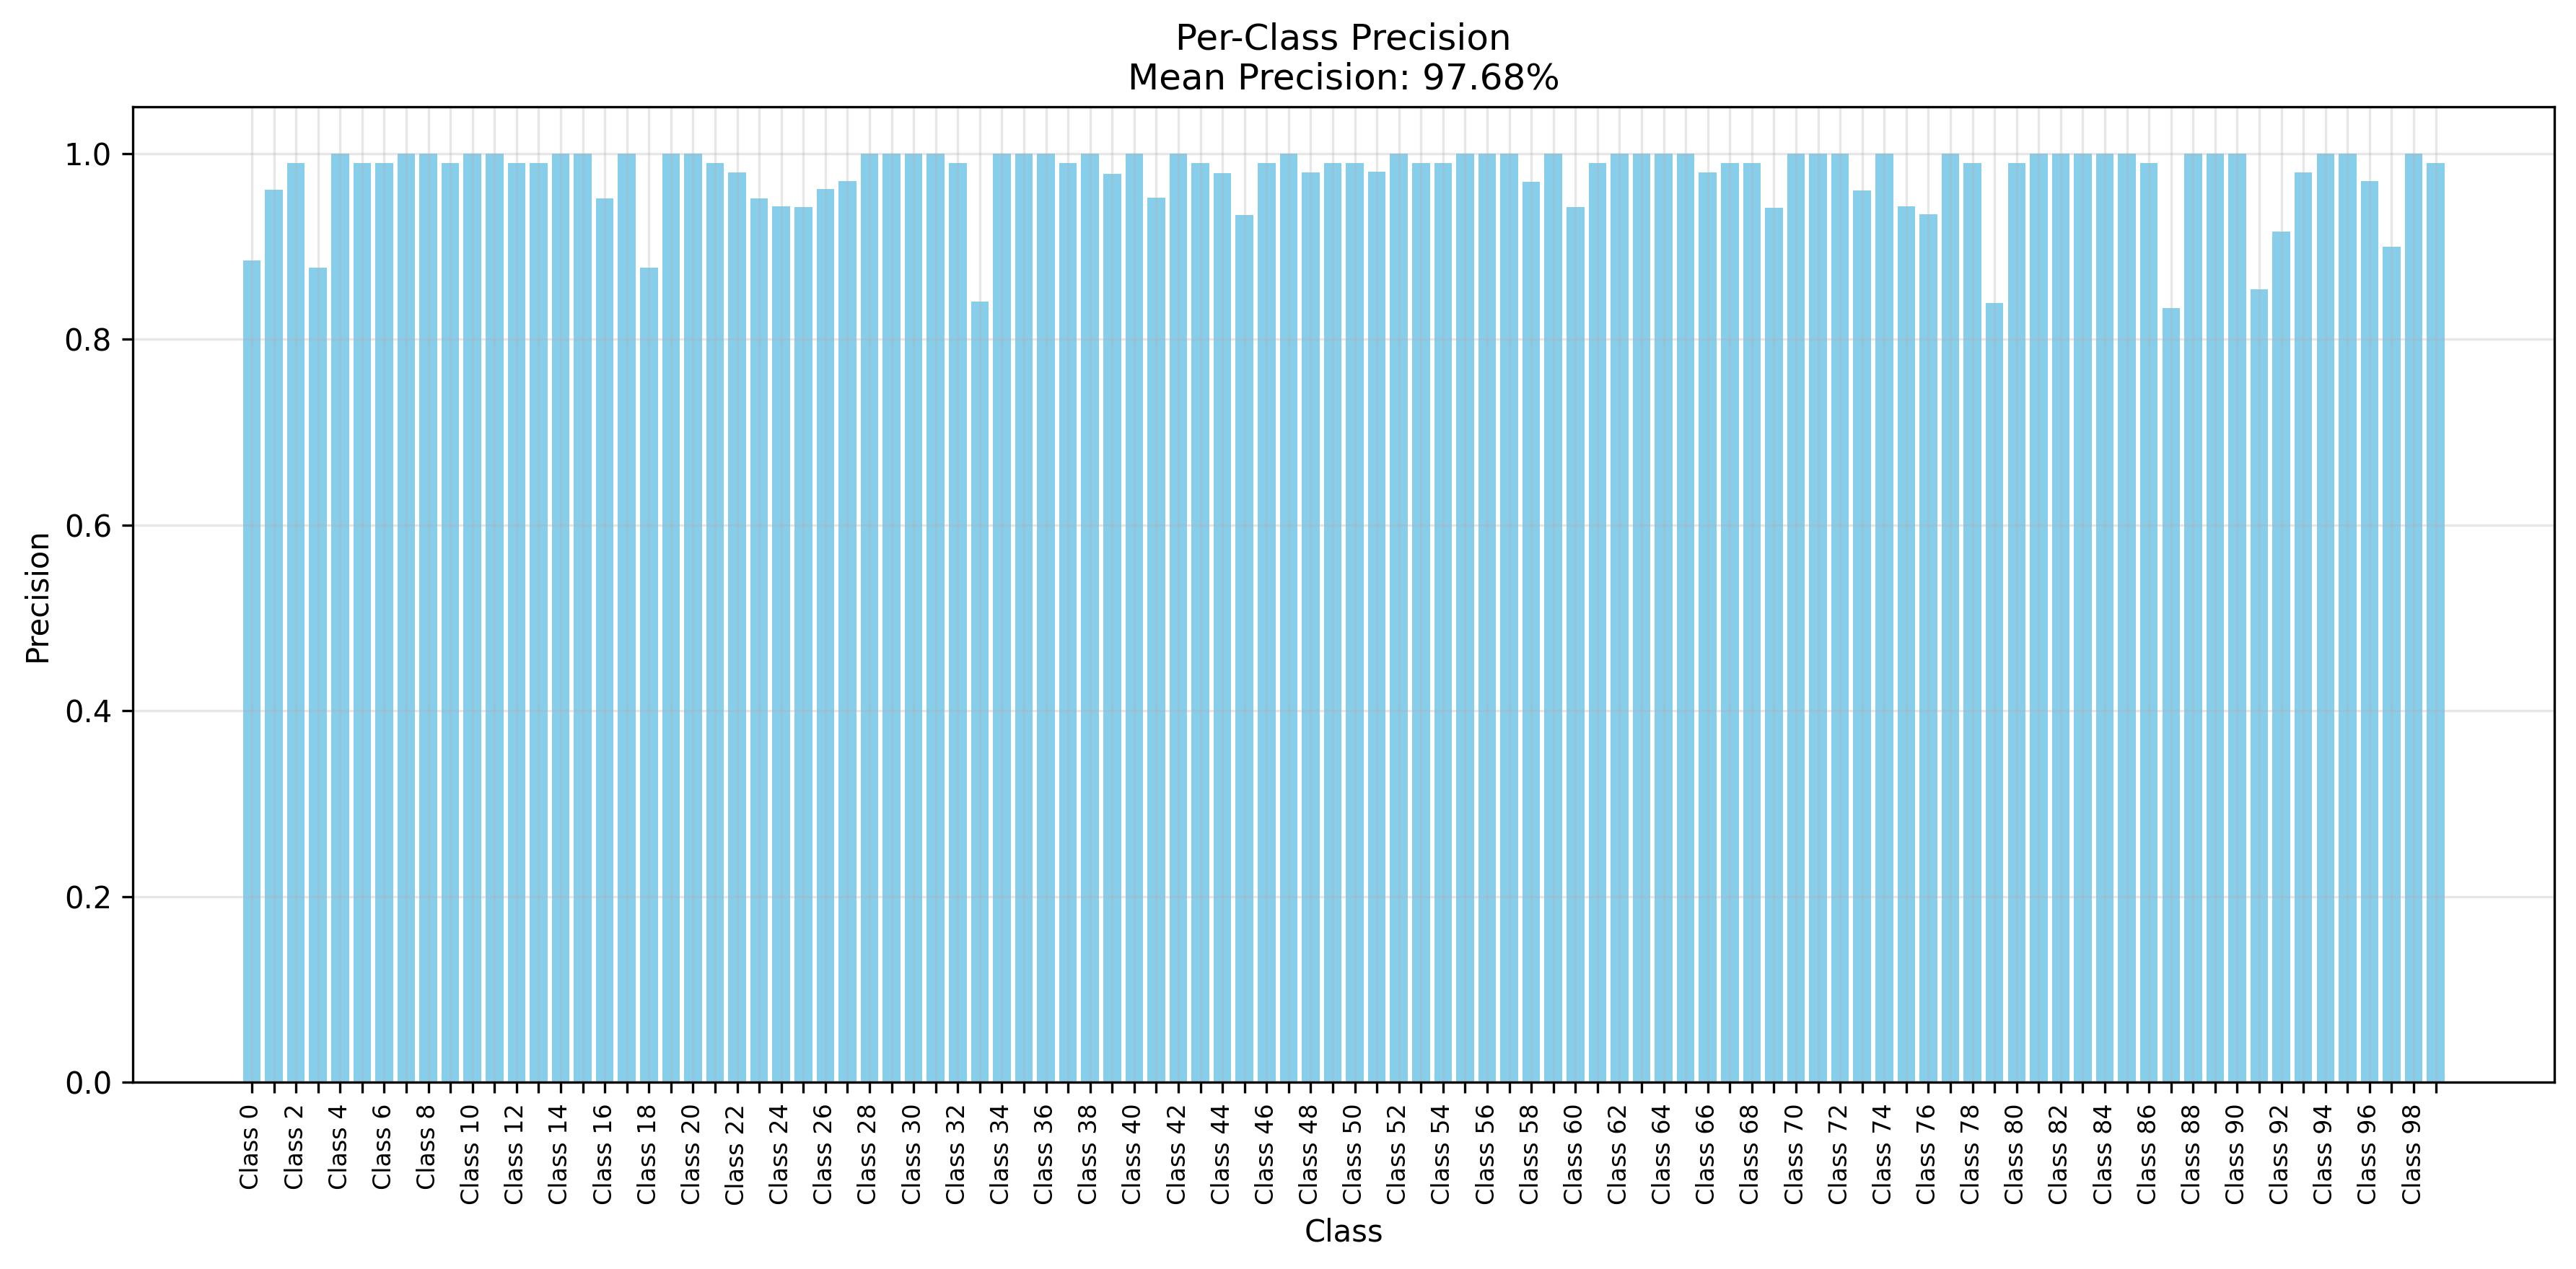 Per-Class Precision
Mean Precision: 97.68%
Precision
1.0
0.8
0.6
0.4
0.2
0.0
Class 0
Class 2
Class 4
Class 6
Class 8
Class 10
Class 12
Class 14
Class 16
Class 18
Class 20
Class 22
Class 24
Class 26
Class 28
Class 30
Class 32
Class 34
Class 36
Class 38
Class 40
Class 42
Class 44
Class 46
Class 48
Class 50
Class 52
Class 54
Class 56
Class 58
Class 60
Class 62
Class 64
Class 66
Class 68
Class 70
Class 72
Class 74
Class 76
Class 78
Class 80
Class 82
Class 84
Class 86
Class 88
Class 90
Class 92
Class 94
Class 96
Class 98
Class